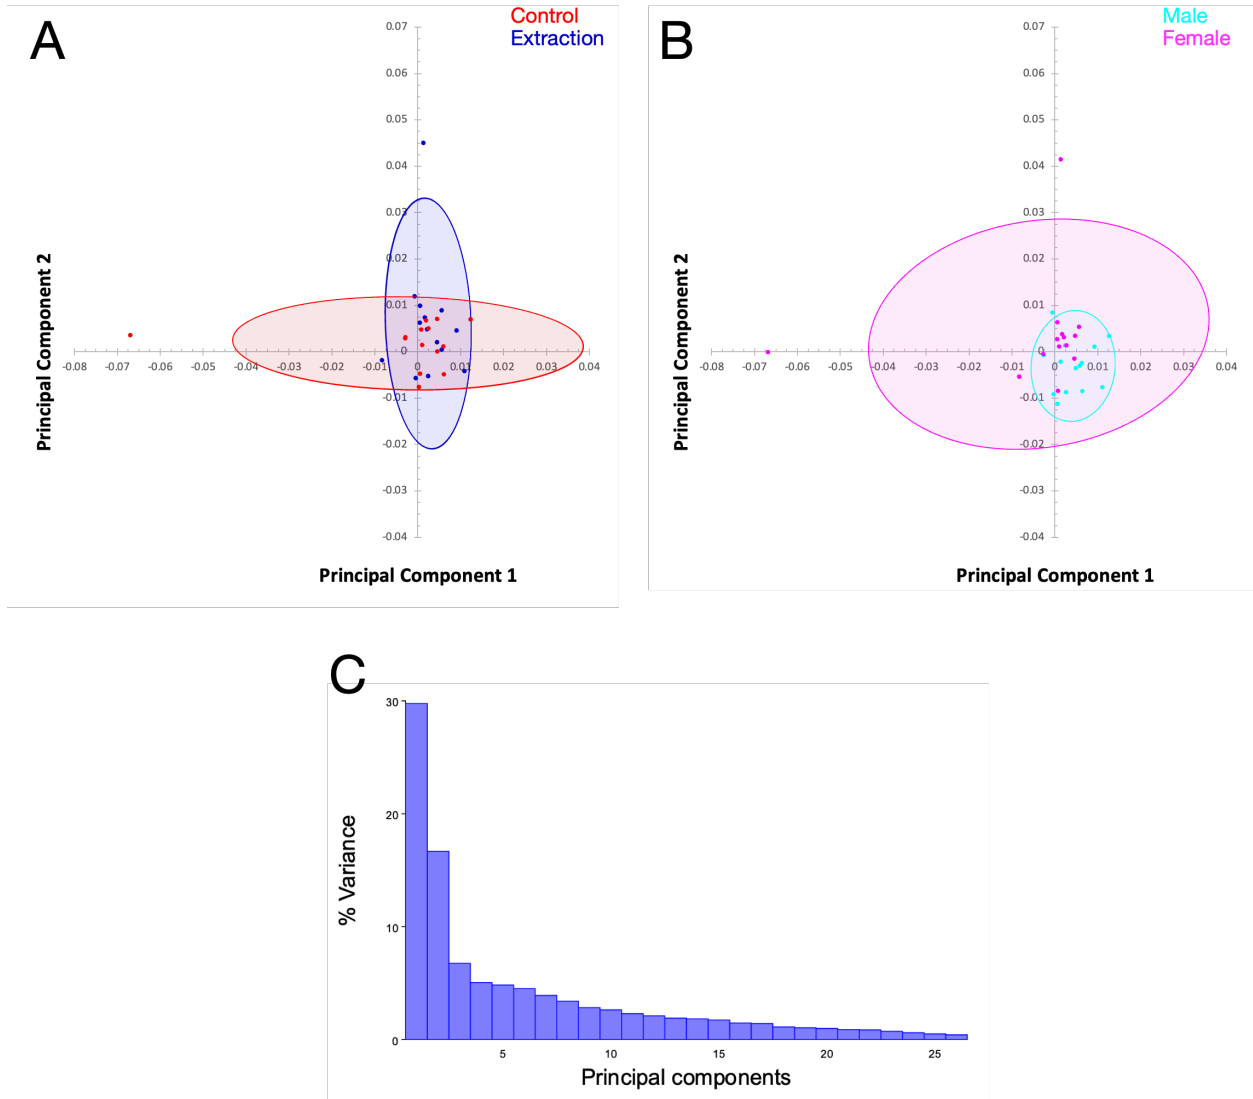 A
Control
Extraction
0.07
0.06
0.05
0.04
0.03
0.02
0.01
0
-0.08 -0.07 -0.06 -0.05 -0.04 -0.03 -0.02 -0.01 0 0.01 0.02 0.03 0.04
-0.01
-0.02
-0.03
-0.04
Principal Component 2
Principal Component 1
B
Male
Female
0.07
0.06
0.05
0.04
0.03
0.02
0.01
0
-0.08 -0.07 -0.06 -0.05 -0.04 -0.03 -0.02 -0.01 0 0.01 0.02 0.03 0.04
-0.01
-0.02
-0.03
-0.04
Principal Component 2
Principal Component 1
C
30
20
10
0
% Variance
5 10 15 20 25
Principal components